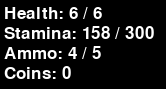 Health: 6 / 6
Stamina: 158 / 300
Ammo: 4 / 5
Coins: 0